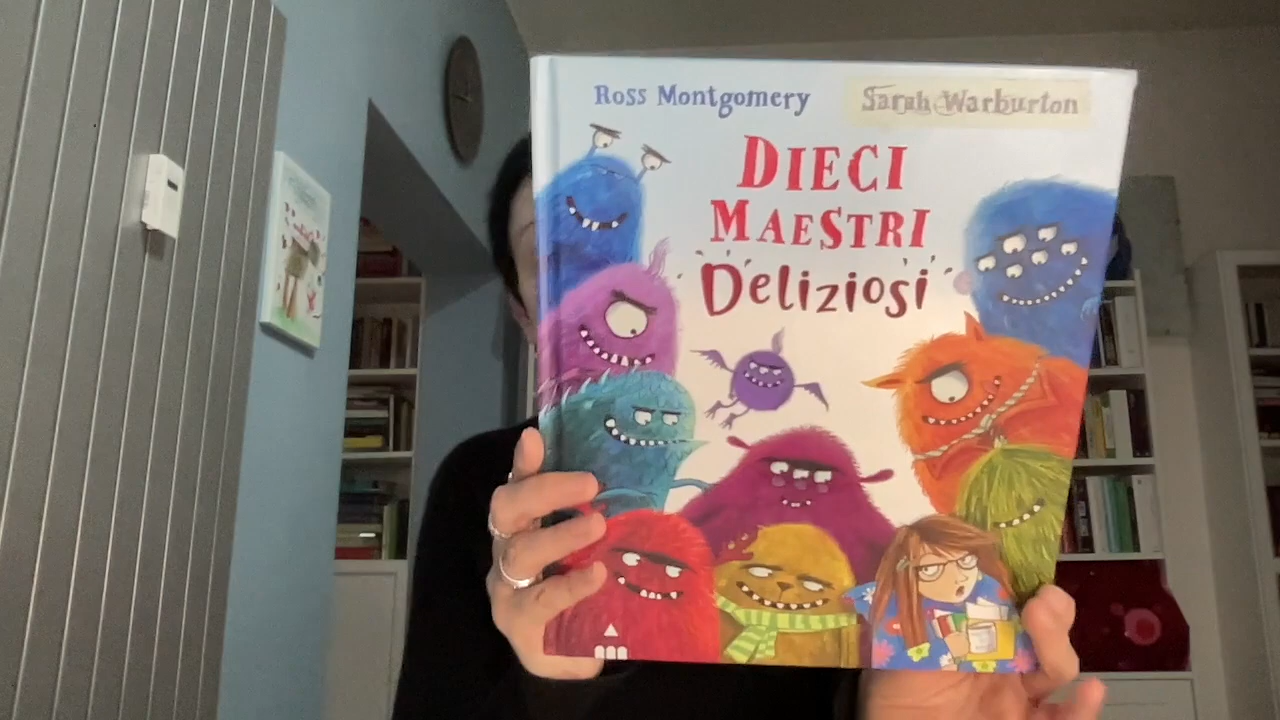 Ross Montgomery
Sarah Warburton
DIECI
MAESTRI
Deliziosi